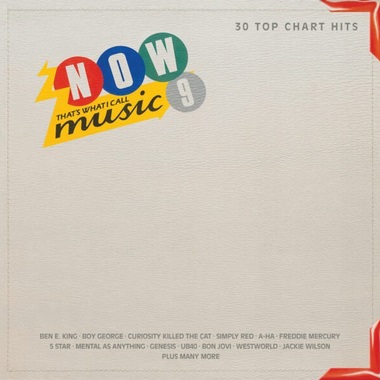 30 TOP CHART HITS
NOW
9
THAT'S WHAT I CALL
music
BEN E. KING · BOY GEORGE · CURIOSITY KILLED THE CAT · SIMPLY RED · A-HA · FREDDIE MERCURY
5 STAR · MENTAL AS ANYTHING · GENESIS · UB40 · BON JOVI · WESTWORLD · JACKIE WILSON
PLUS MANY MORE